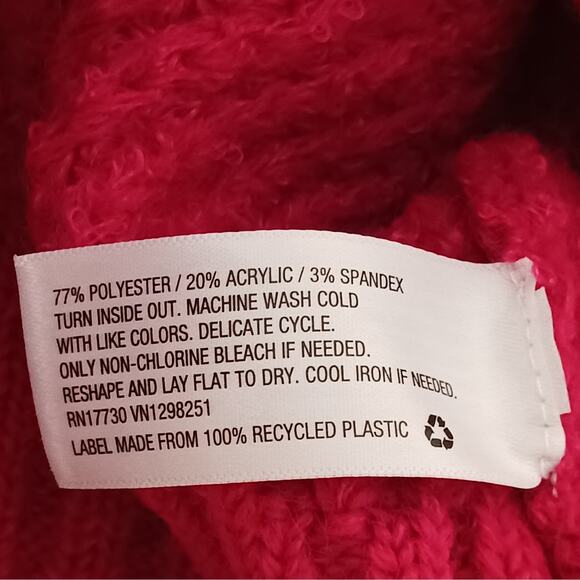 77% POLYESTER / 20% ACRYLIC / 3% SPANDEX
TURN INSIDE OUT. MACHINE WASH COLD
WITH LIKE COLORS. DELICATE CYCLE.
ONLY NON-CHLORINE BLEACH IF NEEDED.
RESHAPE AND LAY FLAT TO DRY. COOL IRON IF NEEDED.
RN17730 VN1298251
LABEL MADE FROM 100% RECYCLED PLASTIC